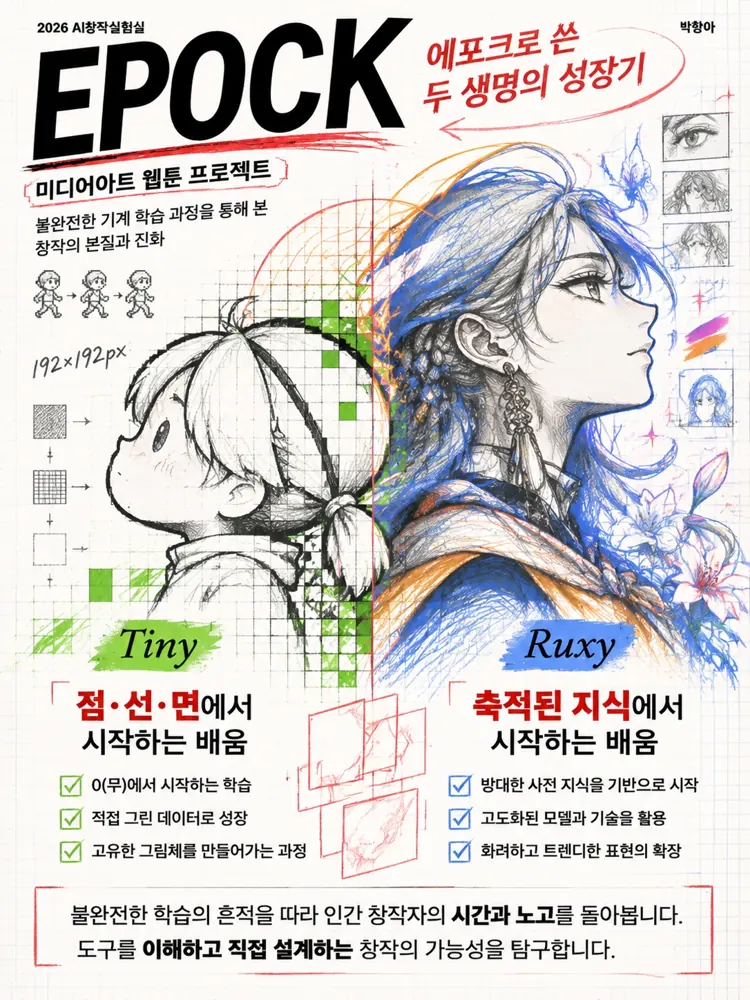 2026 AI창작실험실
박항아
EPOCK
에포크로 쓴
두 생명의 성장기
미디어아트 웹툰 프로젝트
불완전한 기계 학습 과정을 통해 본
창작의 본질과 진화
192×192px
Tiny
점·선·면에서
시작하는 배움
0(무)에서 시작하는 학습
직접 그린 데이터로 성장
고유한 그림체를 만들어가는 과정
Ruxy
축적된 지식에서
시작하는 배움
방대한 사전 지식을 기반으로 시작
고도화된 모델과 기술을 활용
화려하고 트렌디한 표현의 확장
불완전한 학습의 흔적을 따라 인간 창작자의 시간과 노고를 돌아봅니다.
도구를 이해하고 직접 설계하는 창작의 가능성을 탐구합니다.